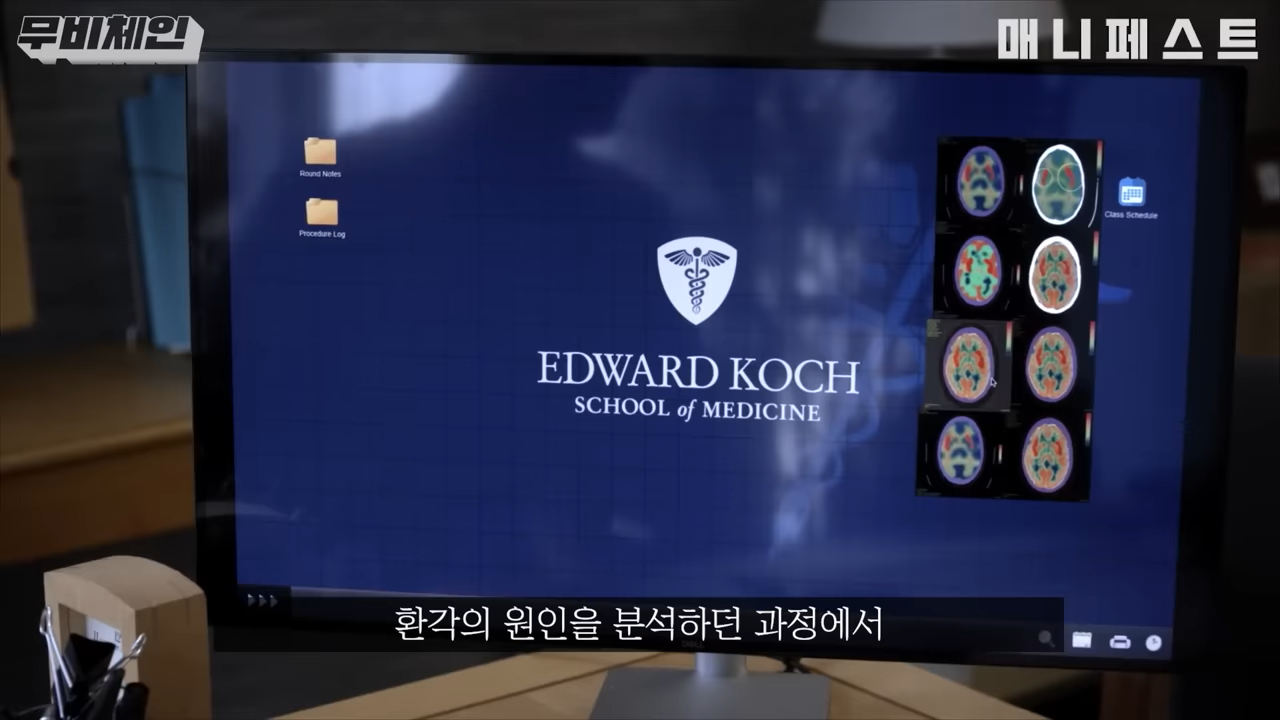 무비체인
매니페스트
Round Notes
Procedure Log
Class Schedule
EDWARD KOCH
SCHOOL of MEDICINE
환각의 원인을 분석하던 과정에서